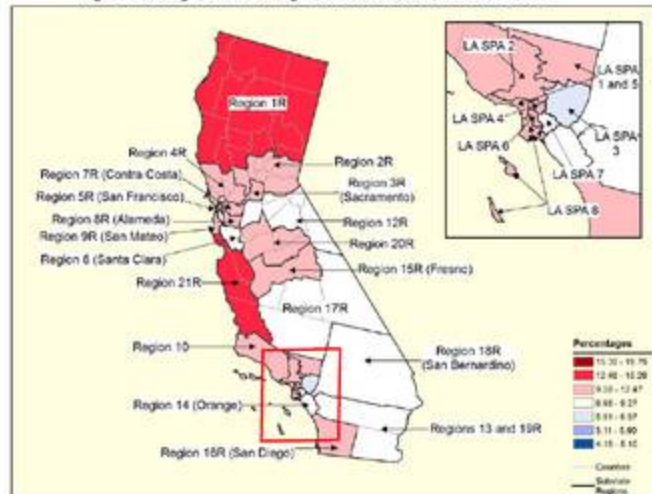 Region 1R
Region 4R
Region 7R (Contra Costa)
Region 5R (San Francisco)
Region 8R (Alameda)
Region 9R (San Mateo)
Region 6 (Santa Clara)
Region 21R
Region 10
Region 14 (Orange)
Region 16R (San Diego)
Region 2R
Region 3R
(Sacramento)
Region 12R
Region 20R
Region 15R (Fresno)
Region 17R
Region 18R
(San Bernardino)
Regions 13 and 19R
LA SPA 2
LA SPA
1 and 5
LA SPA 4
LA SPA 6
LA SPA
3
LA SPA 7
LA SPA 8
Percentages
Counties
Substate
Regions